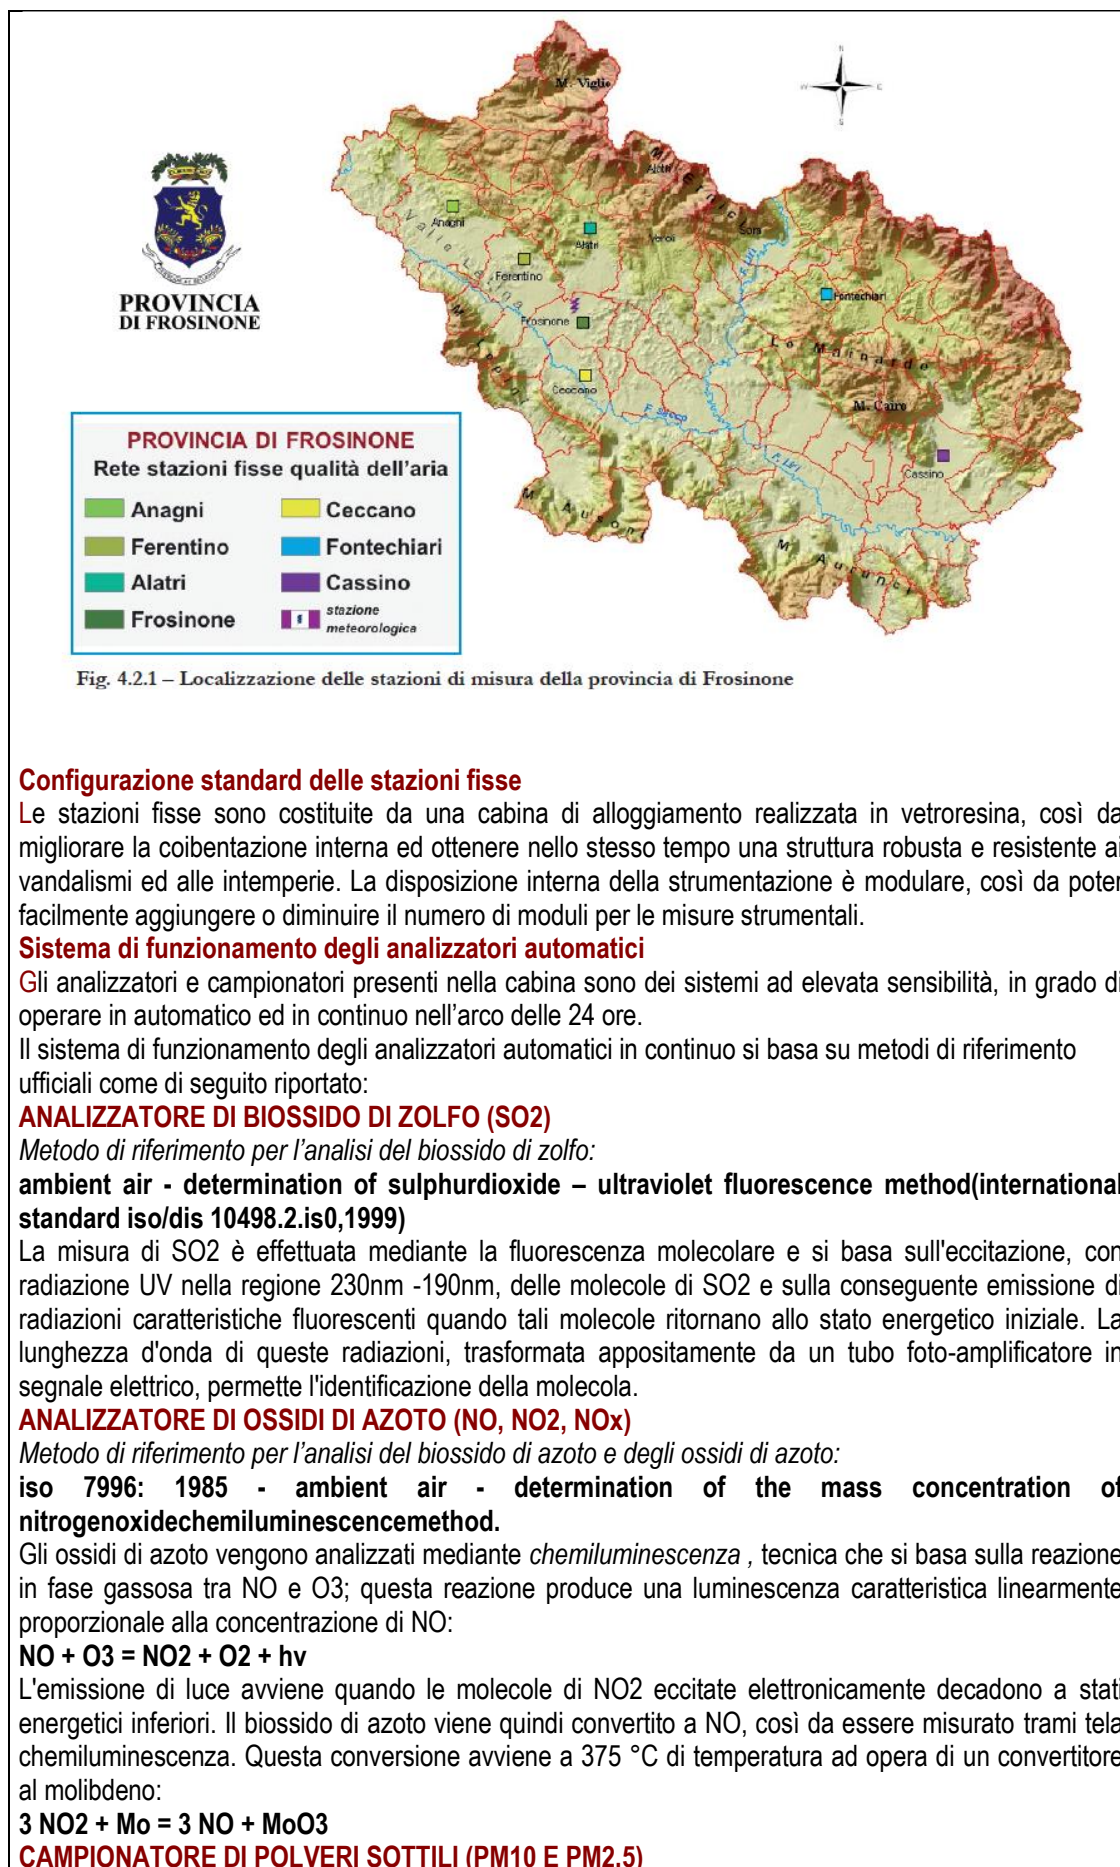 N
W
E
S
M. Viglio
Alatri
M. Ernici
Anagni
Valle Latina
Alatri
Veroli
Sora
F. Liri
Ferentino
Fontechiari
Frosinone
M. Lepini
Le Mainarde
Ceccano
F. Sacco
M. Cairo
F. Liri
Cassino
M. Ausoni
M. Aurunci
PROVINCIA
DI FROSINONE
PROVINCIA DI FROSINONE
Rete stazioni fisse qualità dell'aria
Anagni
Ceccano
Ferentino
Fontechiari
Alatri
Cassino
Frosinone
stazione
meteorologica
Fig. 4.2.1 – Localizzazione delle stazioni di misura della provincia di Frosinone
Configurazione standard delle stazioni fisse
Le stazioni fisse sono costituite da una cabina di alloggiamento realizzata in vetroresina, così da
migliorare la coibentazione interna ed ottenere nello stesso tempo una struttura robusta e resistente ai
vandalismi ed alle intemperie. La disposizione interna della strumentazione è modulare, così da poter
facilmente aggiungere o diminuire il numero di moduli per le misure strumentali.
Sistema di funzionamento degli analizzatori automatici
Gli analizzatori e campionatori presenti nella cabina sono dei sistemi ad elevata sensibilità, in grado di
operare in automatico ed in continuo nell'arco delle 24 ore.
Il sistema di funzionamento degli analizzatori automatici in continuo si basa su metodi di riferimento
ufficiali come di seguito riportato:
ANALIZZATORE DI BIOSSIDO DI ZOLFO (SO2)
Metodo di riferimento per l'analisi del biossido di zolfo:
ambient air - determination of sulphurdioxide – ultraviolet fluorescence method(international
standard iso/dis 10498.2.is0,1999)
La misura di SO2 è effettuata mediante la fluorescenza molecolare e si basa sull'eccitazione, con
radiazione UV nella regione 230nm -190nm, delle molecole di SO2 e sulla conseguente emissione di
radiazioni caratteristiche fluorescenti quando tali molecole ritornano allo stato energetico iniziale. La
lunghezza d'onda di queste radiazioni, trasformata appositamente da un tubo foto-amplificatore in
segnale elettrico, permette l'identificazione della molecola.
ANALIZZATORE DI OSSIDI DI AZOTO (NO, NO2, NOx)
Metodo di riferimento per l'analisi del biossido di azoto e degli ossidi di azoto:
iso 7996: 1985 - ambient air - determination of the mass concentration of
nitrogenoxidechemiluminescencemethod.
Gli ossidi di azoto vengono analizzati mediante chemiluminescenza , tecnica che si basa sulla reazione
in fase gassosa tra NO e O3; questa reazione produce una luminescenza caratteristica linearmente
proporzionale alla concentrazione di NO:
NO + O3 = NO2 + O2 + hv
L'emissione di luce avviene quando le molecole di NO2 eccitate elettronicamente decadono a stati
energetici inferiori. Il biossido di azoto viene quindi convertito a NO, così da essere misurato trami tela
chemiluminescenza. Questa conversione avviene a 375 °C di temperatura ad opera di un convertitore
al molibdeno:
3 NO2 + Mo = 3 NO + MoO3
CAMPIONATORE DI POLVERI SOTTILI (PM10 E PM2.5)